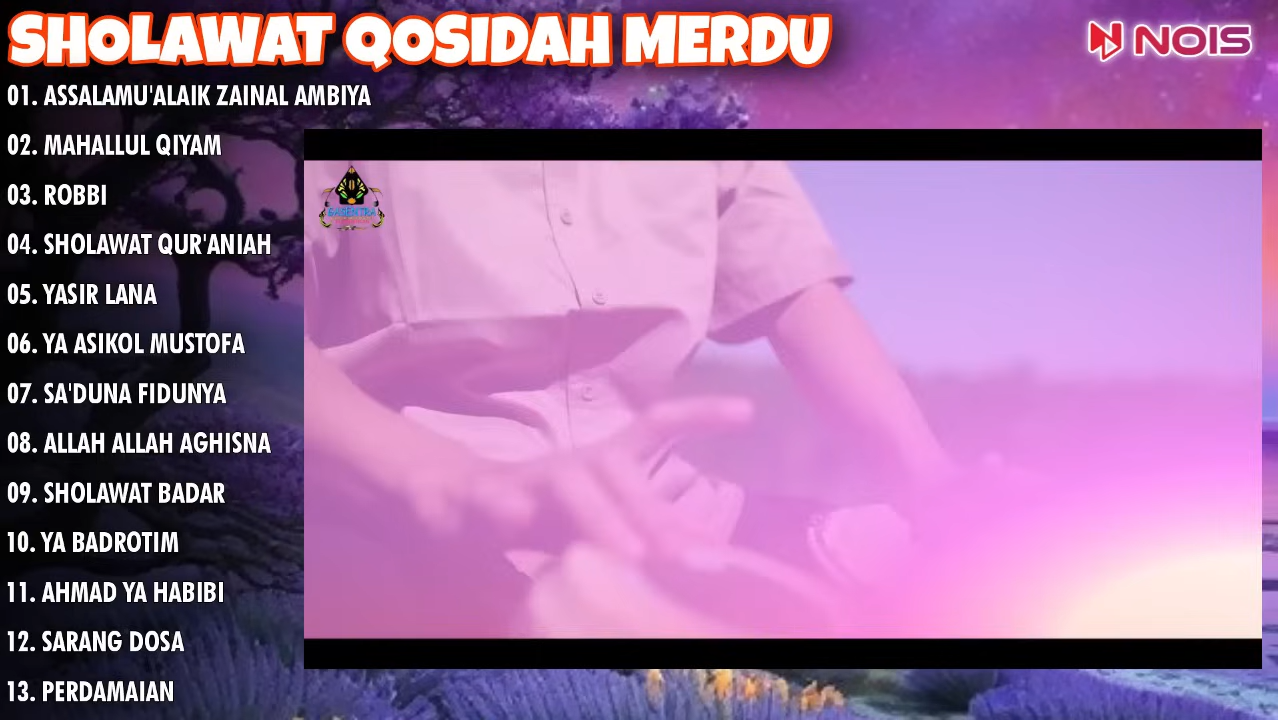 SHOLAWAT QOSIDAH MERDU
NOIS
01. ASSALAMU'ALAIK ZAINAL AMBIYA
02. MAHALLUL QIYAM
03. ROBBI
04. SHOLAWAT QUR'ANIAH
05. YASIR LANA
06. YA ASIKOL MUSTOFA
07. SA'DUNA FIDUNYA
08. ALLAH ALLAH AGHISNA
09. SHOLAWAT BADAR
10. YA BADROTIM
11. AHMAD YA HABIBI
12. SARANG DOSA
13. PERDAMAIAN